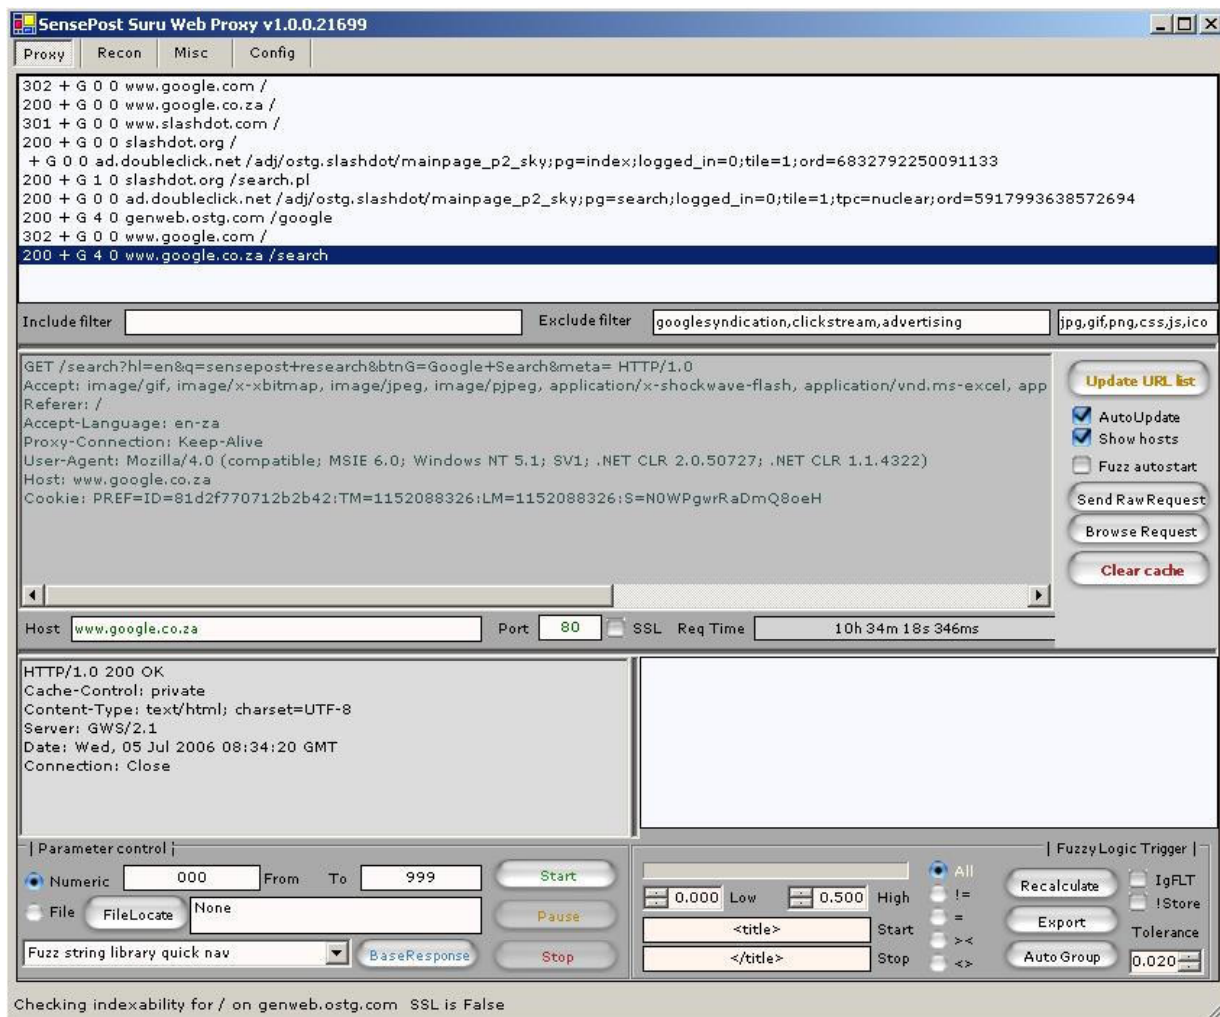 SensePost Suru Web Proxy v1.0.0.21699
Proxy Recon Misc Config
302 + G 0 0 www.google.com /
200 + G 0 0 www.google.co.za /
301 + G 0 0 www.slashdot.com /
200 + G 0 0 slashdot.org /
+ G 0 0 ad.doubleclick.net /adj/ostg.slashdot/mainpage_p2_sky;pg=index;logged_in=0;tile=1;ord=6832792250091133
200 + G 1 0 slashdot.org /search.pl
200 + G 0 0 ad.doubleclick.net /adj/ostg.slashdot/mainpage_p2_sky;pg=search;logged_in=0;tile=1;tpc=nuclear;ord=5917993638572694
200 + G 4 0 genweb.ostg.com /google
302 + G 0 0 www.google.com /
200 + G 4 0 www.google.co.za /search
Include filter Exclude filter googlesyndication,clickstream,advertising jpg,gif,png,css,js,ico
GET /search?hl=en&q=sensepost+research&btnG=Google+Search&meta= HTTP/1.0
Accept: image/gif, image/x-xbitmap, image/jpeg, image/pjpeg, application/x-shockwave-flash, application/vnd.ms-excel, app
Referer: /
Accept-Language: en-za
Proxy-Connection: Keep-Alive
User-Agent: Mozilla/4.0 (compatible; MSIE 6.0; Windows NT 5.1; SV1; .NET CLR 2.0.50727; .NET CLR 1.1.4322)
Host: www.google.co.za
Cookie: PREF=ID=81d2f770712b2b42:TM=1152088326:LM=1152088326:S=N0WPgwrRaDmQ8oeH
Update URL list
AutoUpdate
Show hosts
Fuzz autostart
Send Raw Request
Browse Request
Clear cache
Host www.google.co.za Port 80 SSL Req Time 10h 34m 18s 346ms
HTTP/1.0 200 OK
Cache-Control: private
Content-Type: text/html; charset=UTF-8
Server: GWS/2.1
Date: Wed, 05 Jul 2006 08:34:20 GMT
Connection: Close
| Parameter control |
Numeric 000 From To 999
File FileLocate None
Fuzz string library quick nav BaseResponse
Start
Pause
Stop
| Fuzzy Logic Trigger |
0.000 Low 0.500 High
<title> Start
</title> Stop
All
!=
=
><
<>
Recalculate
Export
Auto Group
IgFLT
!Store
Tolerance
0.020
Checking indexability for / on genweb.ostg.com SSL is False